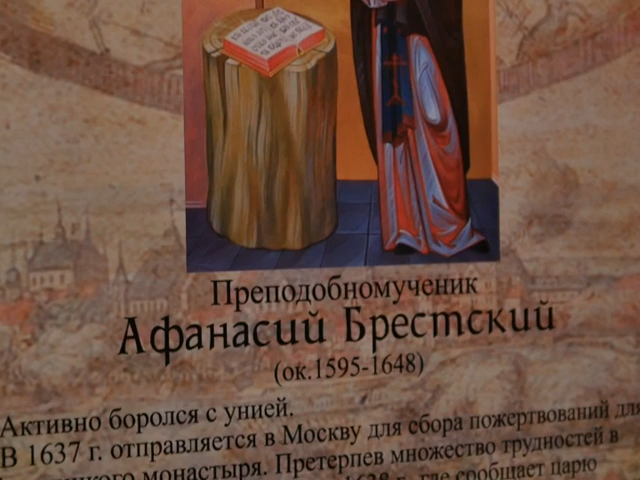 Преподобномученик
Афанасий Брестский
(ок.1595-1648)
Активно боролся с унией.
В 1637 г. отправляется в Москву для сбора пожертвований для
монастыря. Претерпев множество трудностей в
г., где сообщает царю